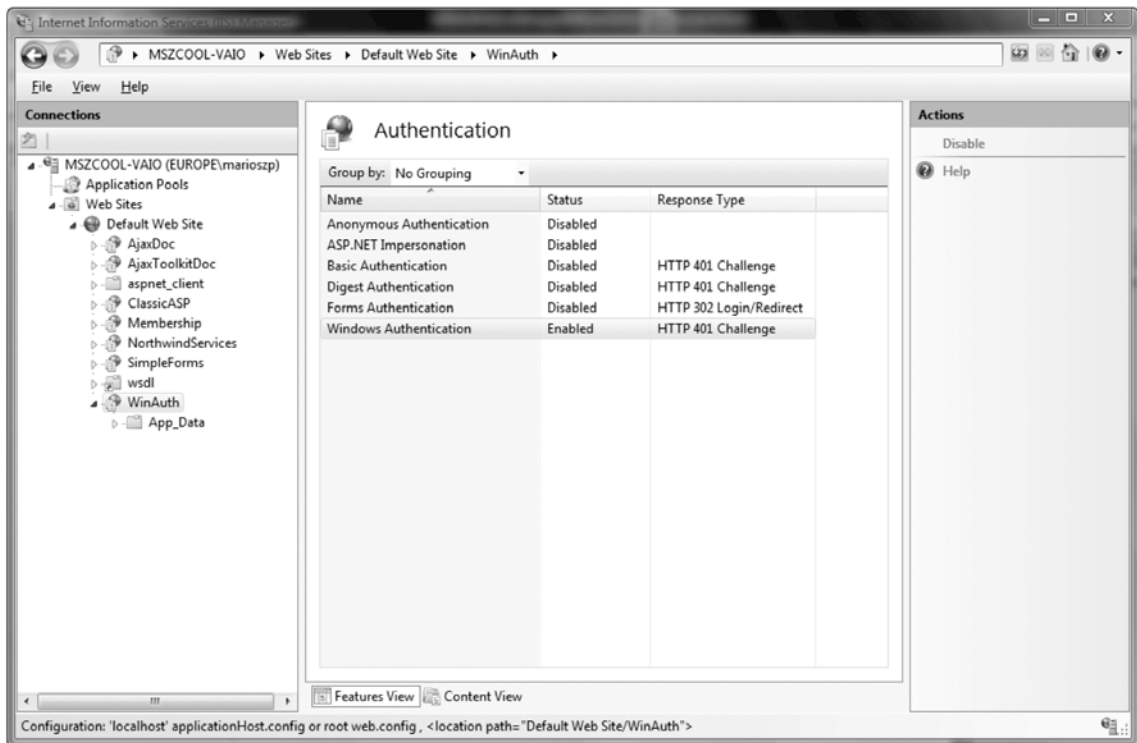 Internet Information Services (IIS) Manager
MSZCOOL-VAIO Web Sites Default Web Site WinAuth
File View Help
Connections
MSZCOOL-VAIO (EUROPE\marioszp)
Application Pools
Web Sites
Default Web Site
AjaxDoc
AjaxToolkitDoc
aspnet_client
ClassicASP
Membership
NorthwindServices
SimpleForms
wsdl
WinAuth
App_Data
Authentication
Group by: No Grouping
Name Status Response Type
Anonymous Authentication Disabled
ASP.NET Impersonation Disabled
Basic Authentication Disabled HTTP 401 Challenge
Digest Authentication Disabled HTTP 401 Challenge
Forms Authentication Disabled HTTP 302 Login/Redirect
Windows Authentication Enabled HTTP 401 Challenge
Features View Content View
Actions
Disable
Help
Configuration: 'localhost' applicationHost.config or root web.config , <location path="Default Web Site/WinAuth">